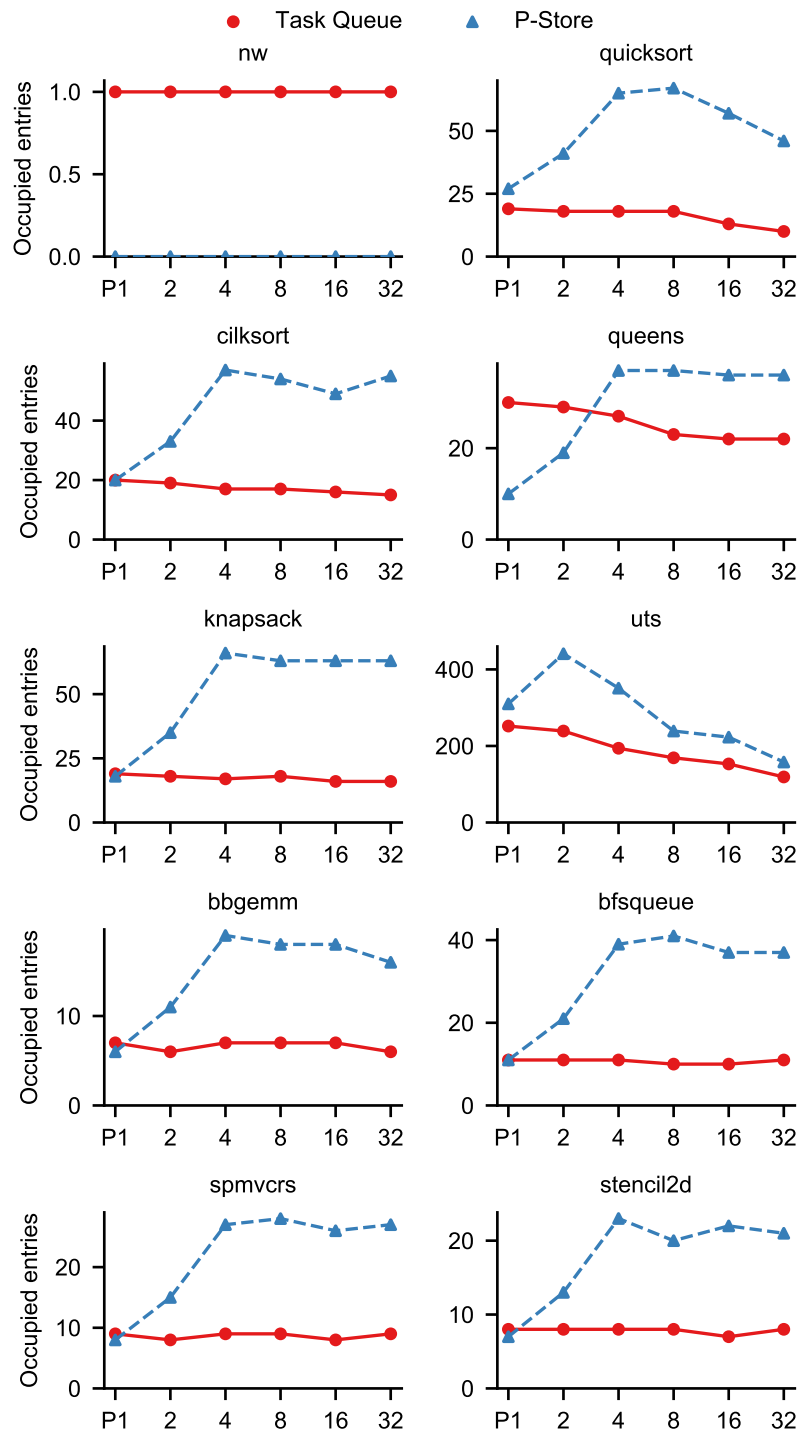 Task Queue P-Store
nw
Occupied entries
1.0
0.5
0.0
P1 2 4 8 16 32
quicksort
50
25
0
P1 2 4 8 16 32
cilksort
Occupied entries
40
20
0
P1 2 4 8 16 32
queens
20
0
P1 2 4 8 16 32
knapsack
Occupied entries
50
25
0
P1 2 4 8 16 32
uts
400
200
0
P1 2 4 8 16 32
bbgemm
Occupied entries
10
0
P1 2 4 8 16 32
bfsqueue
40
20
0
P1 2 4 8 16 32
spmvcrs
Occupied entries
20
10
0
P1 2 4 8 16 32
stencil2d
20
10
0
P1 2 4 8 16 32